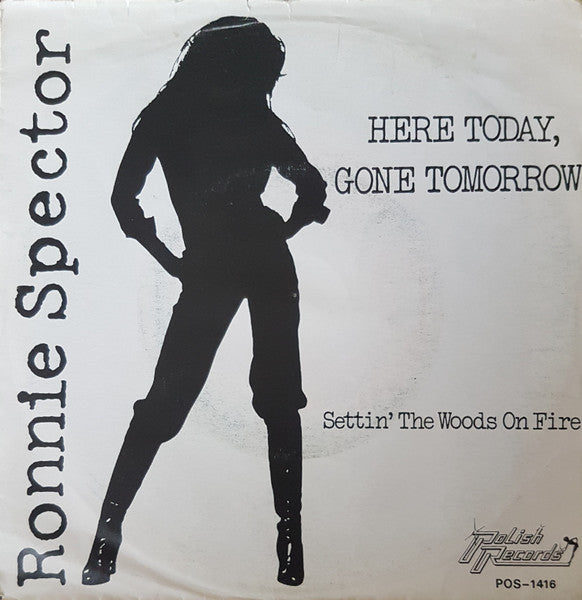 Ronnie Spector
HERE TODAY,
GONE TOMORROW
Settin' The Woods On Fire
Polish
Records
POS-1416